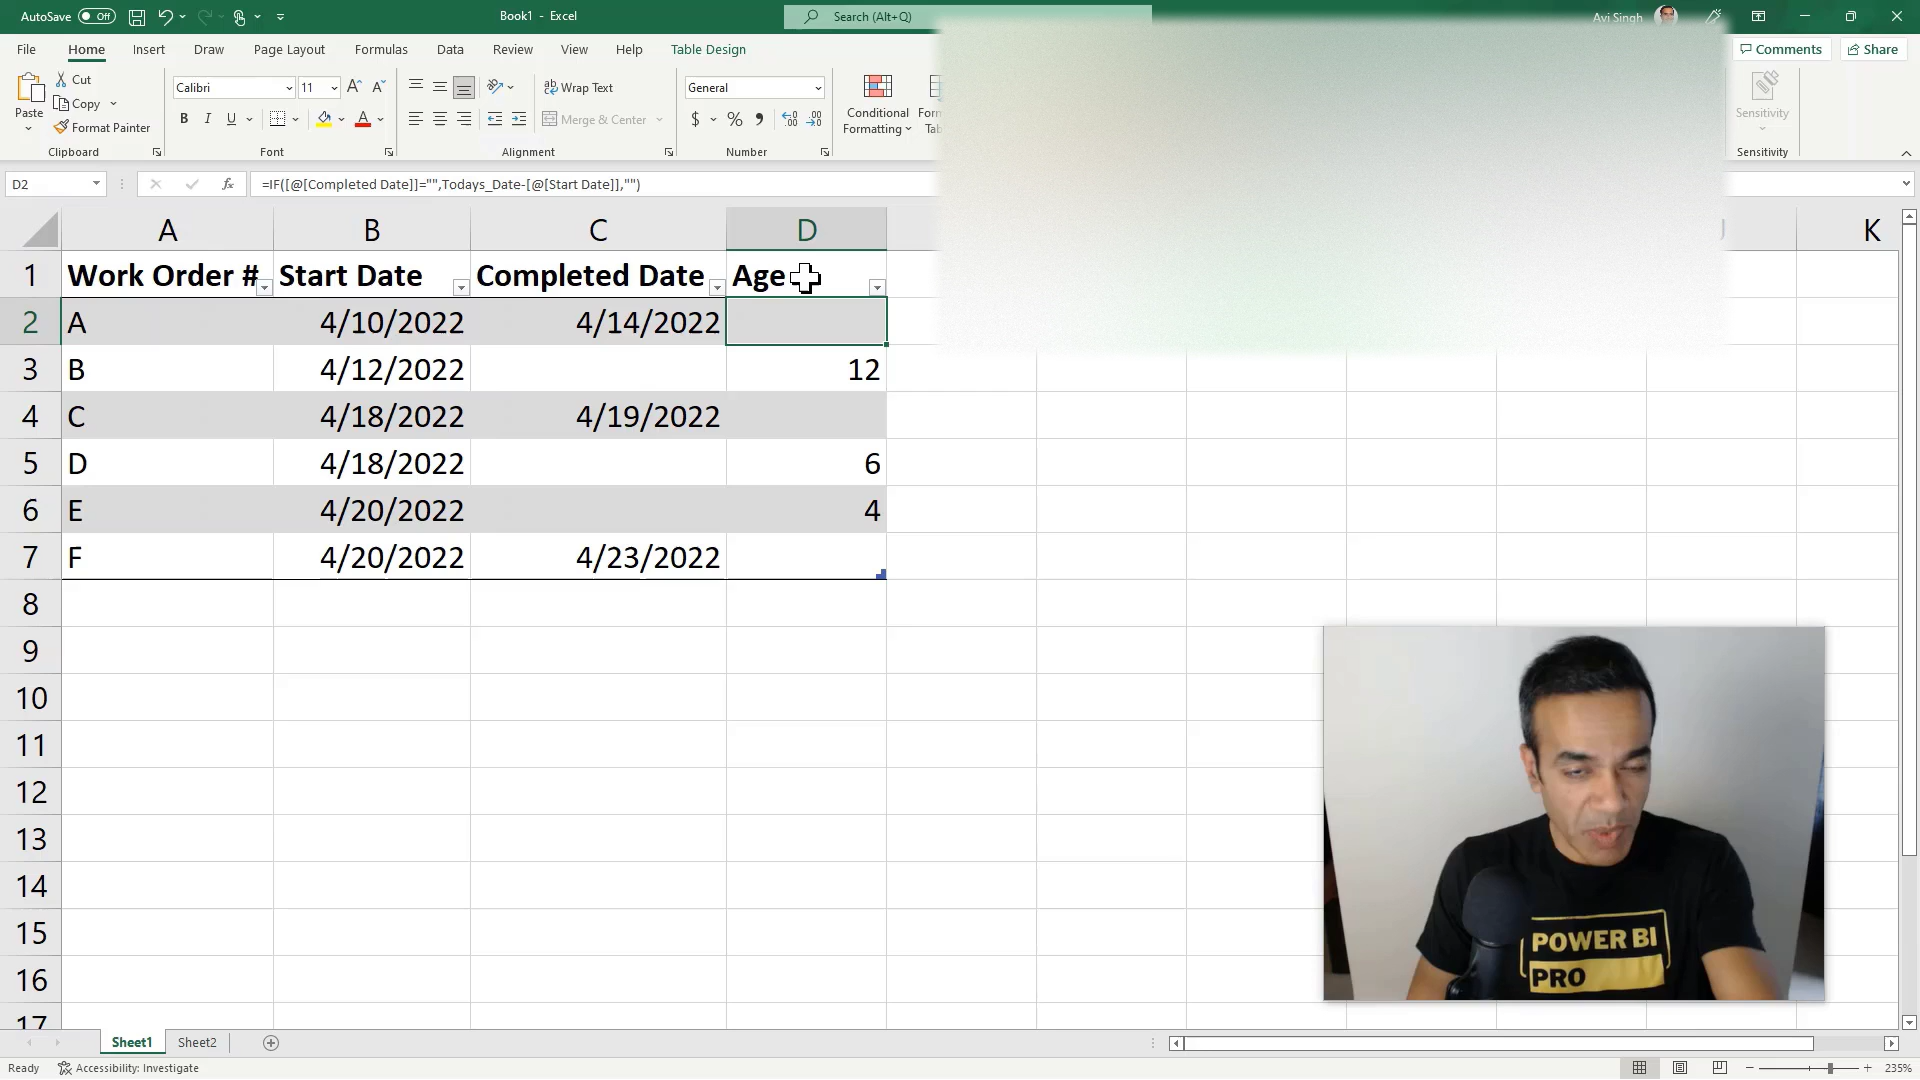 AutoSave Off Book1 - Excel Search (Alt+Q) Avi Singh
File Home Insert Draw Page Layout Formulas Data Review View Help Table Design Comments Share
Paste Cut Copy Format Painter Clipboard
Calibri 11 A A B I U A Font
ab Wrap Text Merge & Center Alignment
General $ % 9 .00 Number
Conditional Formatting
Sensitivity
Sensitivity
D2 fx =IF([@[Completed Date]]="",Todays_Date-[@[Start Date]],"")
A B C D K
1 Work Order # Start Date Completed Date Age
2 A 4/10/2022 4/14/2022
3 B 4/12/2022 12
4 C 4/18/2022 4/19/2022
5 D 4/18/2022 6
6 E 4/20/2022 4
7 F 4/20/2022 4/23/2022
8
9
10
11
12
13
14
15
16
17
POWER BI
PRO
Sheet1 Sheet2
Ready Accessibility: Investigate 235%